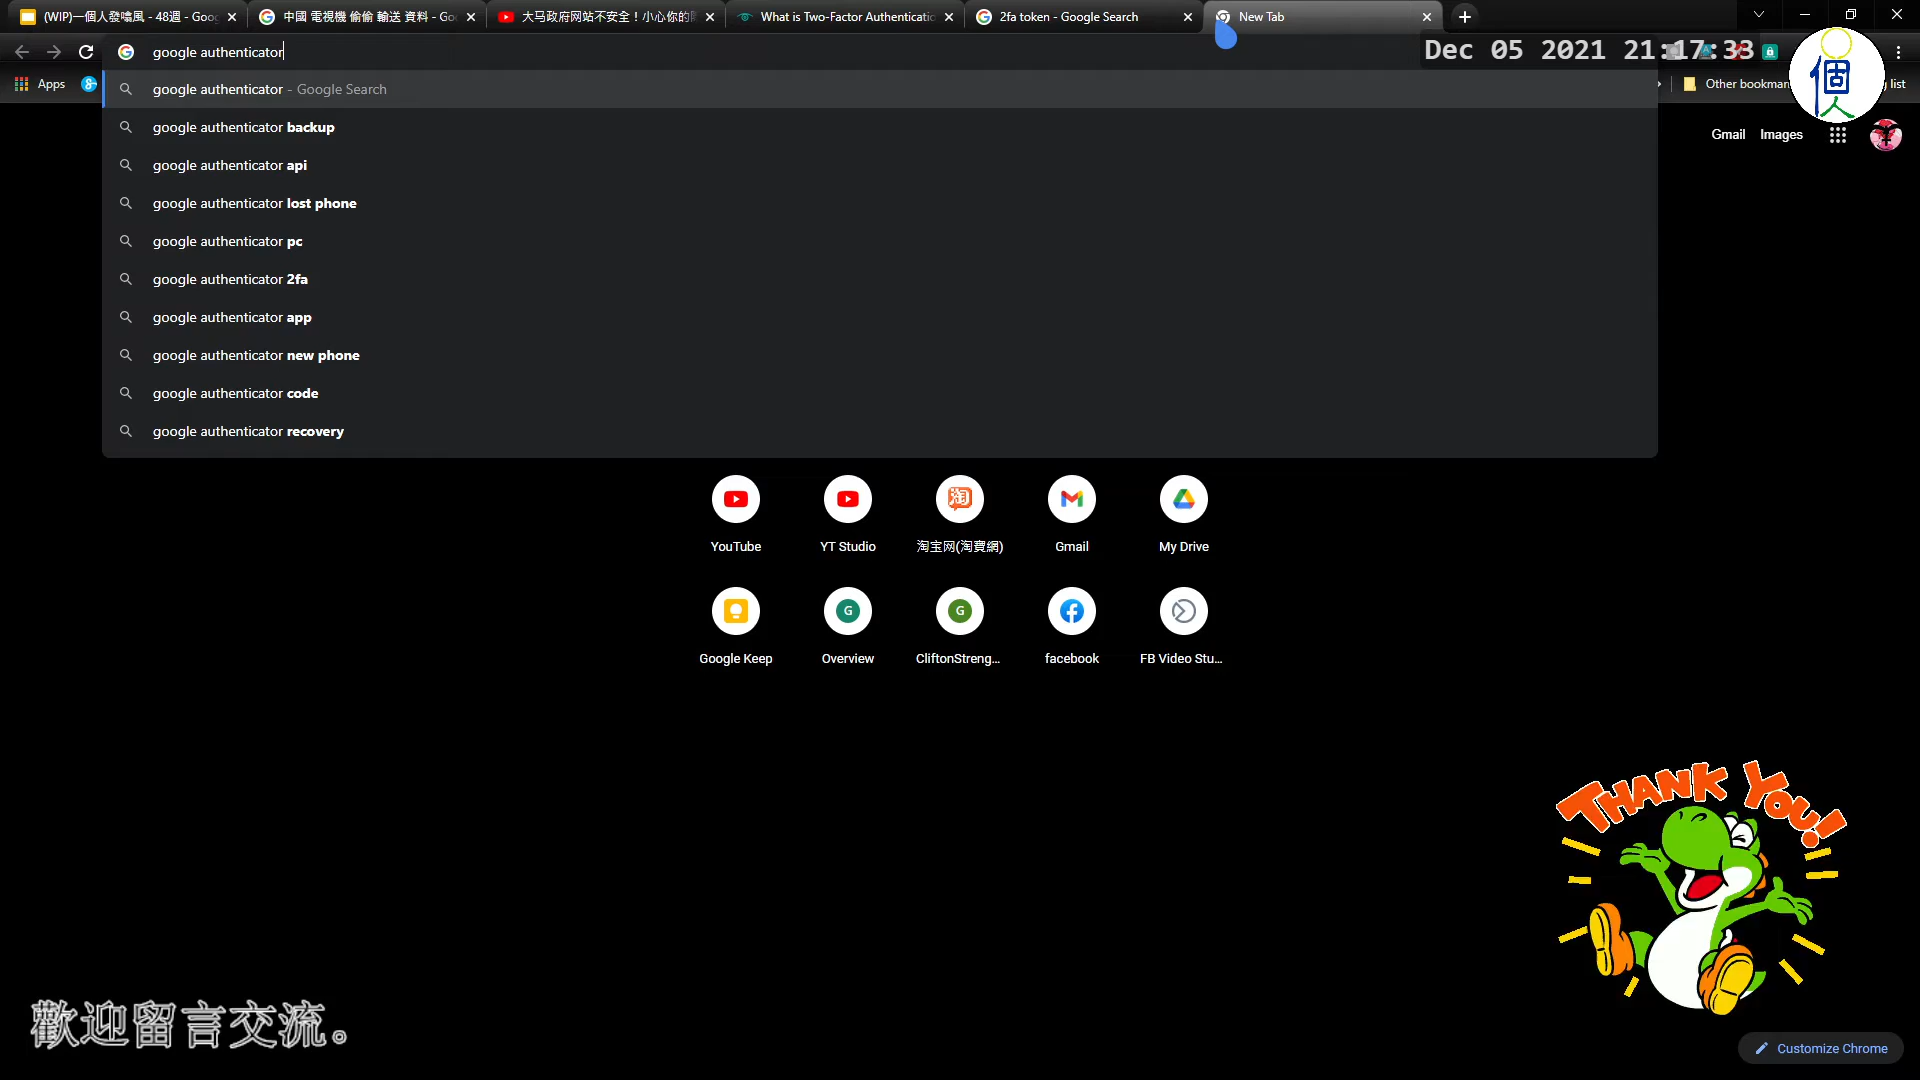 (WIP)一個人發嗆風 - 48週 - Goog
中國 電視機 偷偷 輸送 資料 - Go
大马政府网站不安全！小心你的
What is Two-Factor Authenticatio
2fa token - Google Search
New Tab
google authenticator
Dec 05 2021 21:17:33
個人
Apps
Other bookman
list
google authenticator - Google Search
google authenticator backup
google authenticator api
google authenticator lost phone
google authenticator pc
google authenticator 2fa
google authenticator app
google authenticator new phone
google authenticator code
google authenticator recovery
Gmail
Images
YouTube
YT Studio
淘宝网(淘寶網)
Gmail
My Drive
Google Keep
Overview
CliftonStreng...
facebook
FB Video Stu...
THANK YOU!
歡迎留言交流。
Customize Chrome